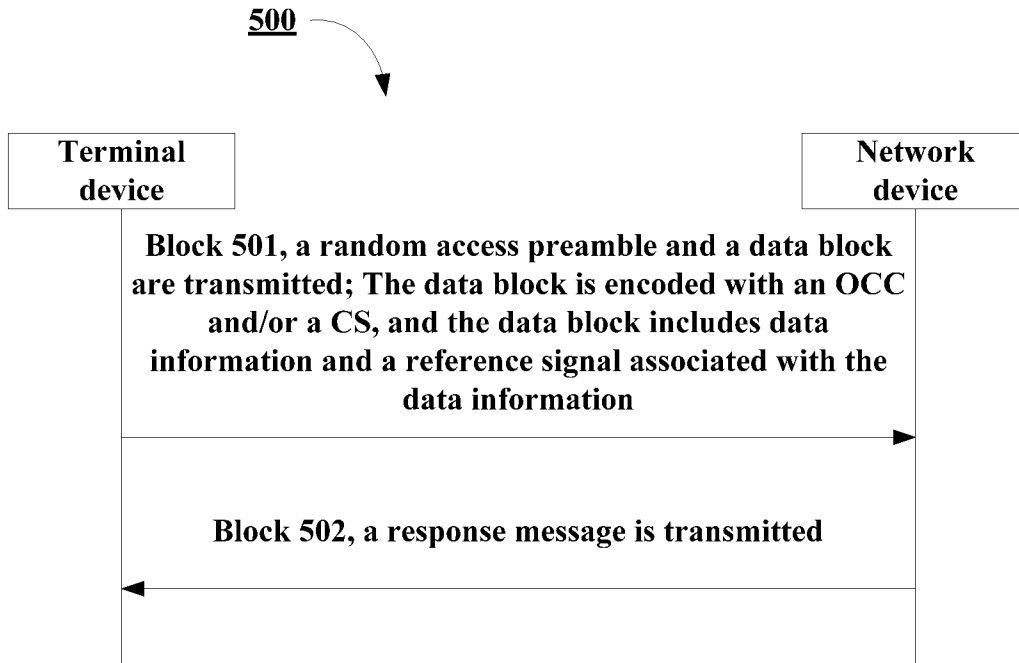 500
Terminal
device
Network
device
Block 501, a random access preamble and a data block
are transmitted; The data block is encoded with an OCC
and/or a CS, and the data block includes data
information and a reference signal associated with the
data information
Block 502, a response message is transmitted